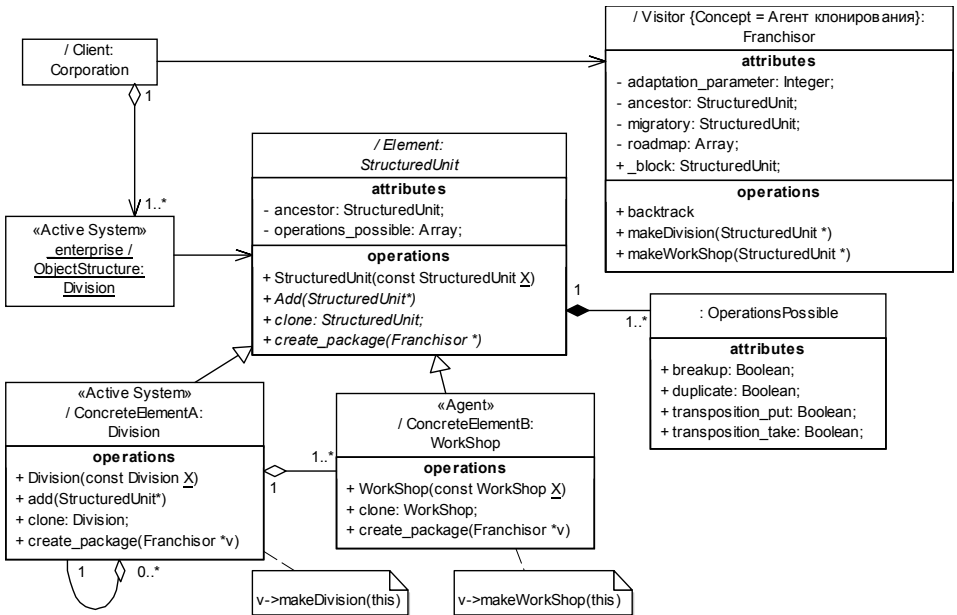 / Client:
Corporation
1
1..*
«Active System»
_enterprise /
ObjectStructure:
Division
/ Visitor {Concept = Агент клонирования}:
Franchisor
attributes
- adaptation_parameter: Integer;
- ancestor: StructuredUnit;
- migratory: StructuredUnit;
- roadmap: Array;
+ _block: StructuredUnit;
operations
+ backtrack
+ makeDivision(StructuredUnit *)
+ makeWorkShop(StructuredUnit *)
/ Element:
StructuredUnit
attributes
- ancestor: StructuredUnit;
- operations_possible: Array;
operations
+ StructuredUnit(const StructuredUnit X)
+ Add(StructuredUnit*)
+ clone: StructuredUnit;
+ create_package(Franchisor *)
1
1..*
: OperationsPossible
attributes
+ breakup: Boolean;
+ duplicate: Boolean;
+ transposition_put: Boolean;
+ transposition_take: Boolean;
«Active System»
/ ConcreteElementA:
Division
operations
+ Division(const Division X)
+ add(StructuredUnit*)
+ clone: Division;
+ create_package(Franchisor *v)
1
0..*
1
1..*
«Agent»
/ ConcreteElementB:
WorkShop
operations
+ WorkShop(const WorkShop X)
+ clone: WorkShop;
+ create_package(Franchisor *v)
v->makeDivision(this)
v->makeWorkShop(this)